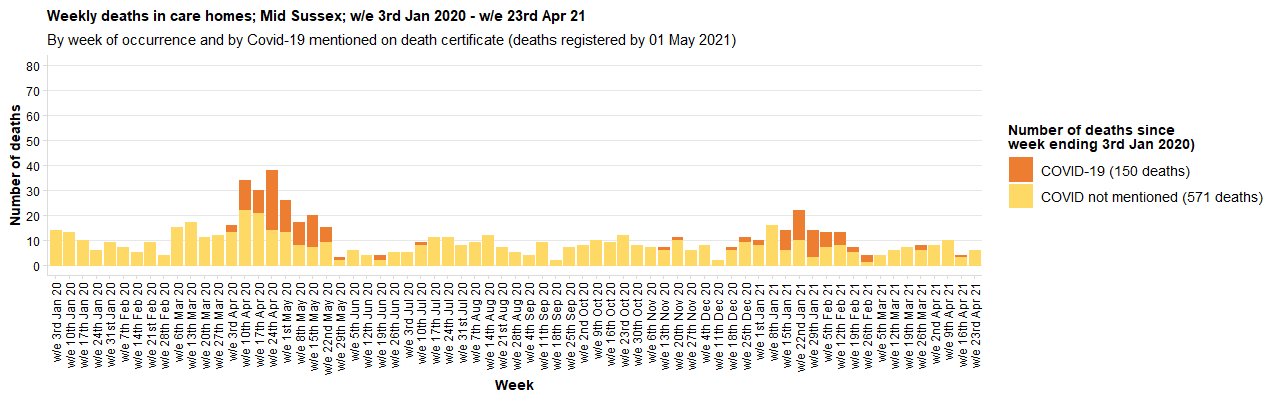 Weekly deaths in care homes; Mid Sussex; w/e 3rd Jan 2020 - w/e 23rd Apr 21
By week of occurrence and by Covid-19 mentioned on death certificate (deaths registered by 01 May 2021)
Number of deaths
80
70
60
50
40
30
20
10
0
w/e 3rd Jan 20
w/e 10th Jan 20
w/e 17th Jan 20
w/e 24th Jan 20
w/e 31st Jan 20
w/e 7th Feb 20
w/e 14th Feb 20
w/e 21st Feb 20
w/e 28th Feb 20
w/e 6th Mar 20
w/e 13th Mar 20
w/e 20th Mar 20
w/e 27th Mar 20
w/e 3rd Apr 20
w/e 10th Apr 20
w/e 17th Apr 20
w/e 24th Apr 20
w/e 1st May 20
w/e 8th May 20
w/e 15th May 20
w/e 22nd May 20
w/e 29th May 20
w/e 5th Jun 20
w/e 12th Jun 20
w/e 19th Jun 20
w/e 26th Jun 20
w/e 3rd Jul 20
w/e 10th Jul 20
w/e 17th Jul 20
w/e 24th Jul 20
w/e 31st Jul 20
w/e 7th Aug 20
w/e 14th Aug 20
w/e 21st Aug 20
w/e 28th Aug 20
w/e 4th Sep 20
w/e 11th Sep 20
w/e 18th Sep 20
w/e 25th Sep 20
w/e 2nd Oct 20
w/e 9th Oct 20
w/e 16th Oct 20
w/e 23rd Oct 20
w/e 30th Oct 20
w/e 6th Nov 20
w/e 13th Nov 20
w/e 20th Nov 20
w/e 27th Nov 20
w/e 4th Dec 20
w/e 11th Dec 20
w/e 18th Dec 20
w/e 25th Dec 20
w/e 1st Jan 21
w/e 8th Jan 21
w/e 15th Jan 21
w/e 22nd Jan 21
w/e 29th Jan 21
w/e 5th Feb 21
w/e 12th Feb 21
w/e 19th Feb 21
w/e 26th Feb 21
w/e 5th Mar 21
w/e 12th Mar 21
w/e 19th Mar 21
w/e 26th Mar 21
w/e 2nd Apr 21
w/e 9th Apr 21
w/e 16th Apr 21
w/e 23rd Apr 21
Week
Number of deaths since
week ending 3rd Jan 2020)
COVID-19 (150 deaths)
COVID not mentioned (571 deaths)